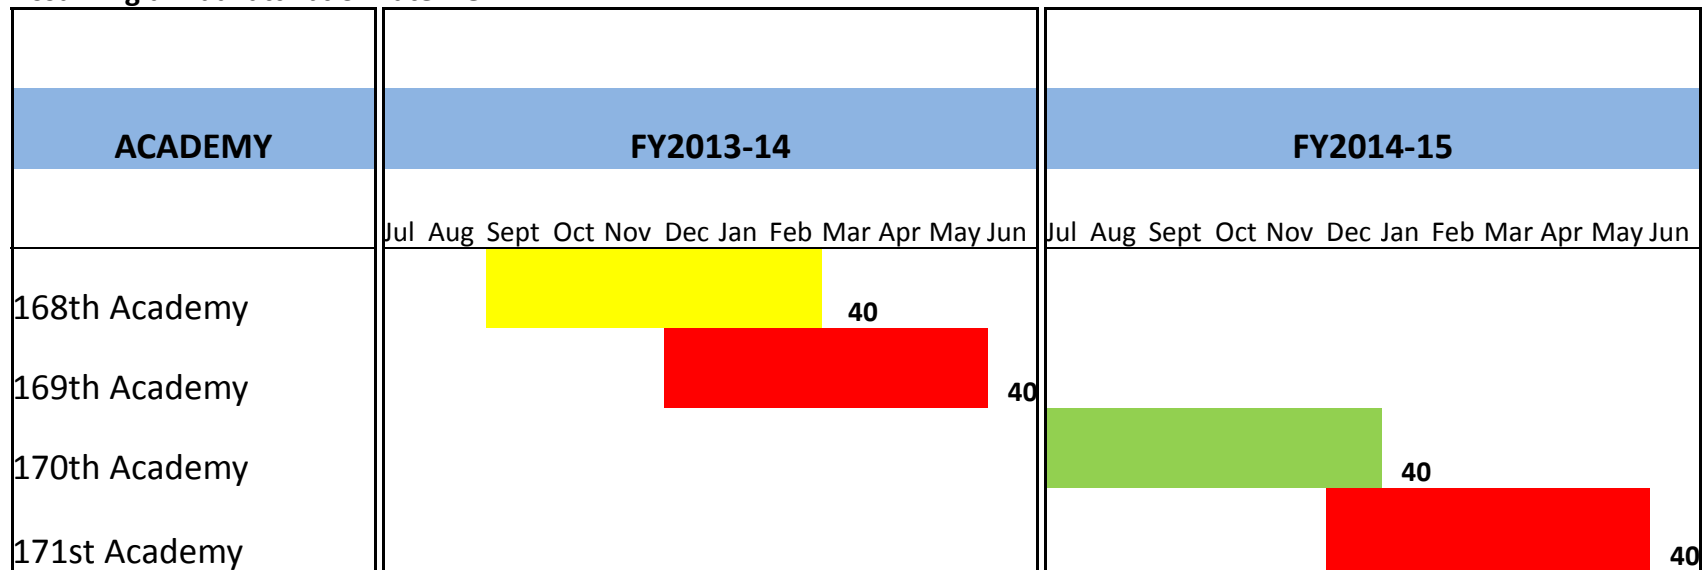 ACADEMY FY2013-14 FY2014-15
Jul Aug Sept Oct Nov Dec Jan Feb Mar Apr May Jun Jul Aug Sept Oct Nov Dec Jan Feb Mar Apr May Jun
168th Academy 40
169th Academy 40
170th Academy 40
171st Academy 40